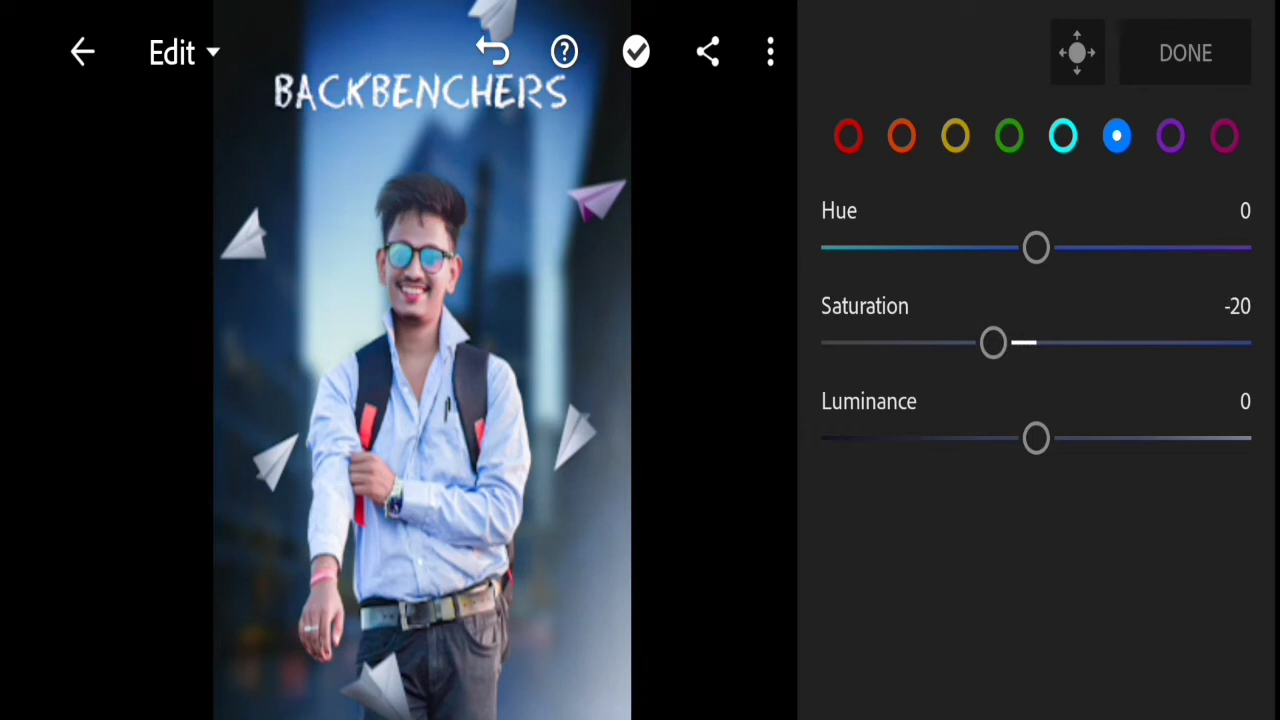 Edit
DONE
BACKBENCHERS
Hue 0
Saturation -20
Luminance 0